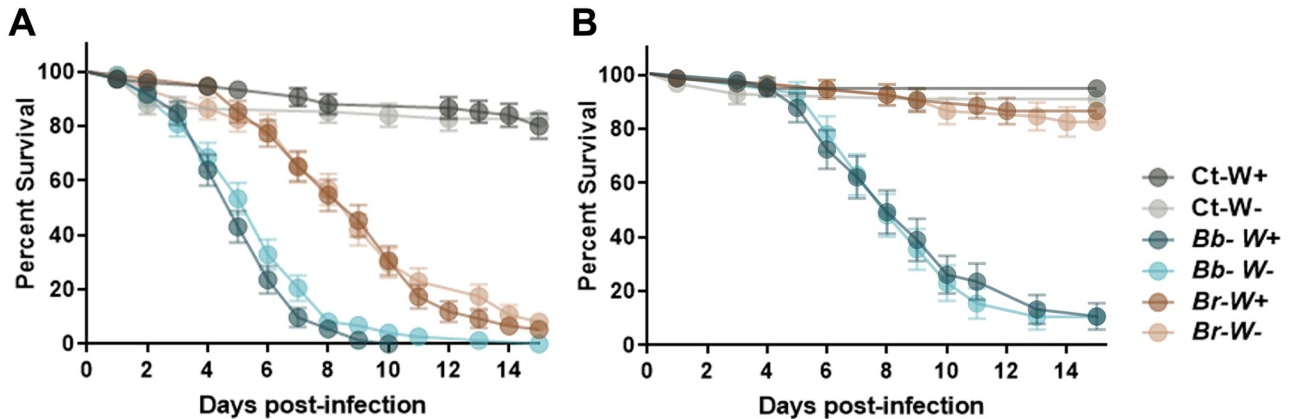 A
B
Percent Survival
100
80
60
40
20
0
0 2 4 6 8 10 12 14
Days post-infection
Percent Survival
100
80
60
40
20
0
0 2 4 6 8 10 12 14
Days post-infection
Ct-W+
Ct-W-
Bb- W+
Bb- W-
Br-W+
Br-W-